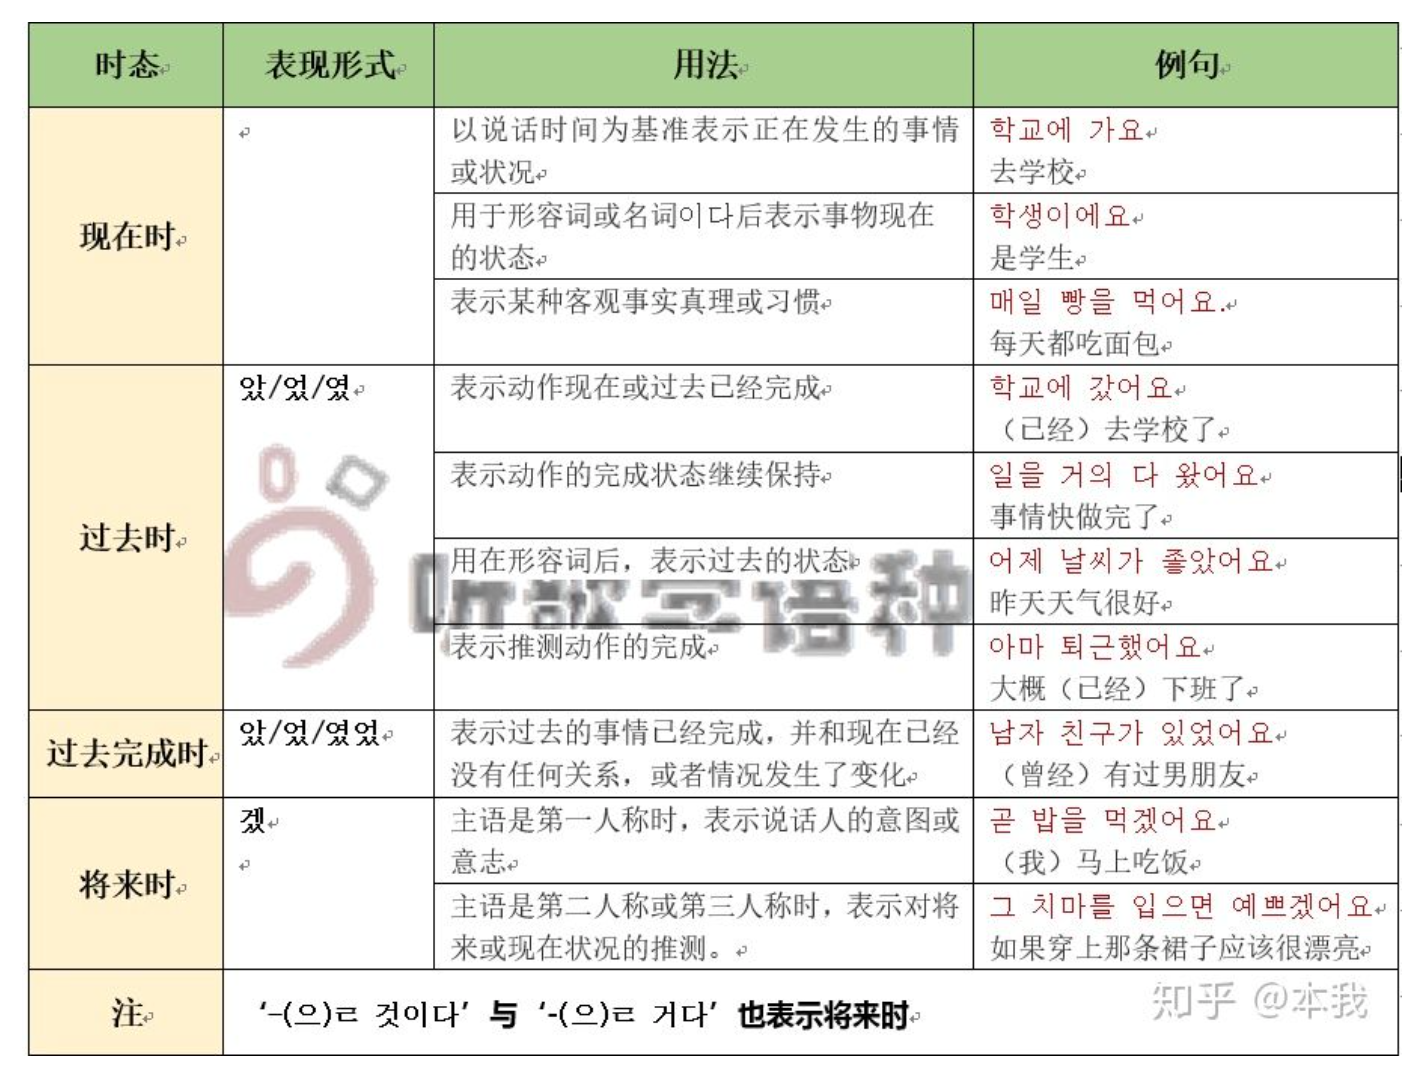 时态 表现形式 用法 例句
现在时
以说话时间为基准表示正在发生的事情
或状况
학교에 가요
去学校
用于形容词或名词이다后表示事物现在
的状态
학생이에요
是学生
表示某种客观事实真理或习惯
매일 빵을 먹어요.
每天都吃面包
过去时
았/었/였
表示动作现在或过去已经完成
학교에 갔어요
（已经）去学校了
表示动作的完成状态继续保持
일을 거의 다 왔어요
事情快做完了
用在形容词后，表示过去的状态
어제 날씨가 좋았어요
昨天天气很好
表示推测动作的完成
아마 퇴근했어요
大概（已经）下班了
过去完成时
았/었/였었
表示过去的事情已经完成，并和现在已经
没有任何关系，或者情况发生了变化
남자 친구가 있었어요
（曾经）有过男朋友
将来时
겠
主语是第一人称时，表示说话人的意图或
意志
곧 밥을 먹겠어요
（我）马上吃饭
主语是第二人称或第三人称时，表示对将
来或现在状况的推测。
그 치마를 입으면 예쁘겠어요
如果穿上那条裙子应该很漂亮
注
‘-(으)ㄹ 것이다’ 与 ‘-(으)ㄹ 거다’ 也表示将来时
知乎 @本我